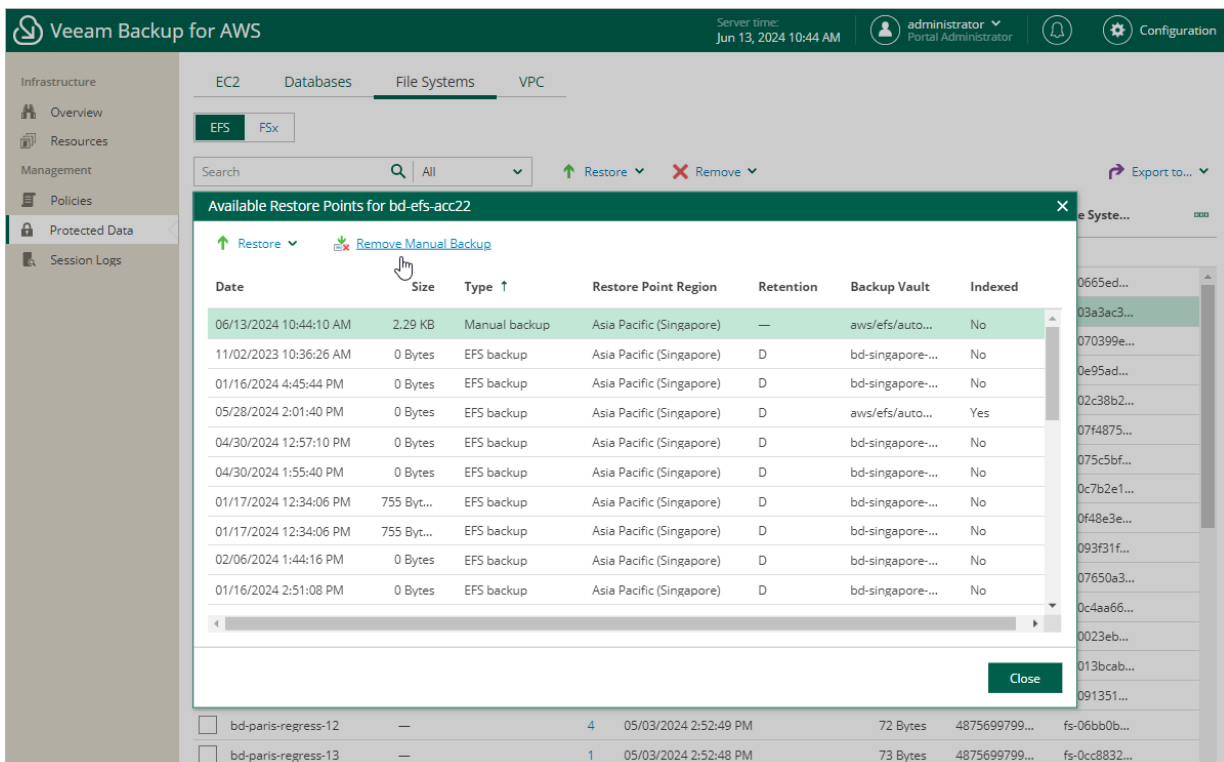 Veeam Backup for AWS
Server time:
Jun 13, 2024 10:44 AM
administrator
Portal Administrator
Configuration
Infrastructure
Overview
Resources
Management
Policies
Protected Data
Session Logs
EC2 Databases File Systems VPC
EFS FSx
Search All Restore Remove Export to...
Available Restore Points for bd-efs-acc22
e Syste...
Restore Remove Manual Backup
Date Size Type Restore Point Region Retention Backup Vault Indexed
0665ed...
06/13/2024 10:44:10 AM 2.29 KB Manual backup Asia Pacific (Singapore) — aws/efs/auto... No
03a3ac3...
11/02/2023 10:36:26 AM 0 Bytes EFS backup Asia Pacific (Singapore) D bd-singapore-... No
070399e...
01/16/2024 4:45:44 PM 0 Bytes EFS backup Asia Pacific (Singapore) D bd-singapore-... No
0e95ad...
05/28/2024 2:01:40 PM 0 Bytes EFS backup Asia Pacific (Singapore) D aws/efs/auto... Yes
02c38b2...
04/30/2024 12:57:10 PM 0 Bytes EFS backup Asia Pacific (Singapore) D bd-singapore-... No
07f4875...
04/30/2024 1:55:40 PM 0 Bytes EFS backup Asia Pacific (Singapore) D bd-singapore-... No
075c5bf...
01/17/2024 12:34:06 PM 755 Byt... EFS backup Asia Pacific (Singapore) D bd-singapore-... No
0c7b2e1...
01/17/2024 12:34:06 PM 755 Byt... EFS backup Asia Pacific (Singapore) D bd-singapore-... No
0f48e3e...
02/06/2024 1:44:16 PM 0 Bytes EFS backup Asia Pacific (Singapore) D bd-singapore-... No
093f31f...
01/16/2024 2:51:08 PM 0 Bytes EFS backup Asia Pacific (Singapore) D bd-singapore-... No
07650a3...
0c4aa66...
0023eb...
013bcab...
Close
091351...
bd-paris-regress-12 — 4 05/03/2024 2:52:49 PM 72 Bytes 4875699799... fs-06bb0b...
bd-paris-regress-13 — 1 05/03/2024 2:52:48 PM 73 Bytes 4875699799... fs-0cc8832...